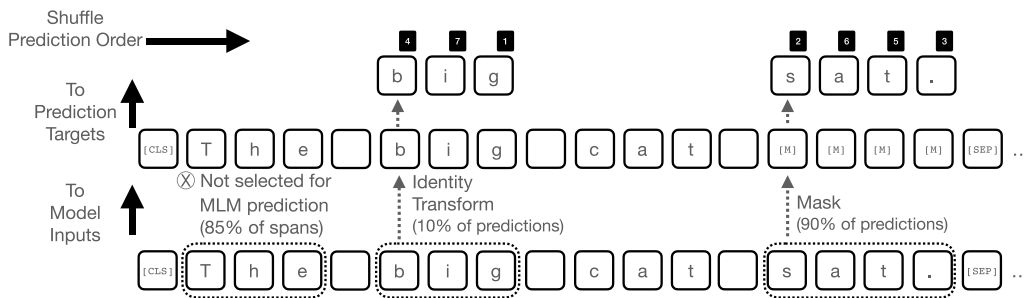 Shuffle
Prediction Order
4 7 1 2 6 5 3
b i g s a t .
To
Prediction
Targets
[CLS] T h e b i g c a t [M] [M] [M] [M] [SEP] ..
To
Model
Inputs
Ⓧ Not selected for
MLM prediction
(85% of spans)
Identity
Transform
(10% of predictions)
Mask
(90% of predictions)
[CLS] T h e b i g c a t s a t . [SEP] ..